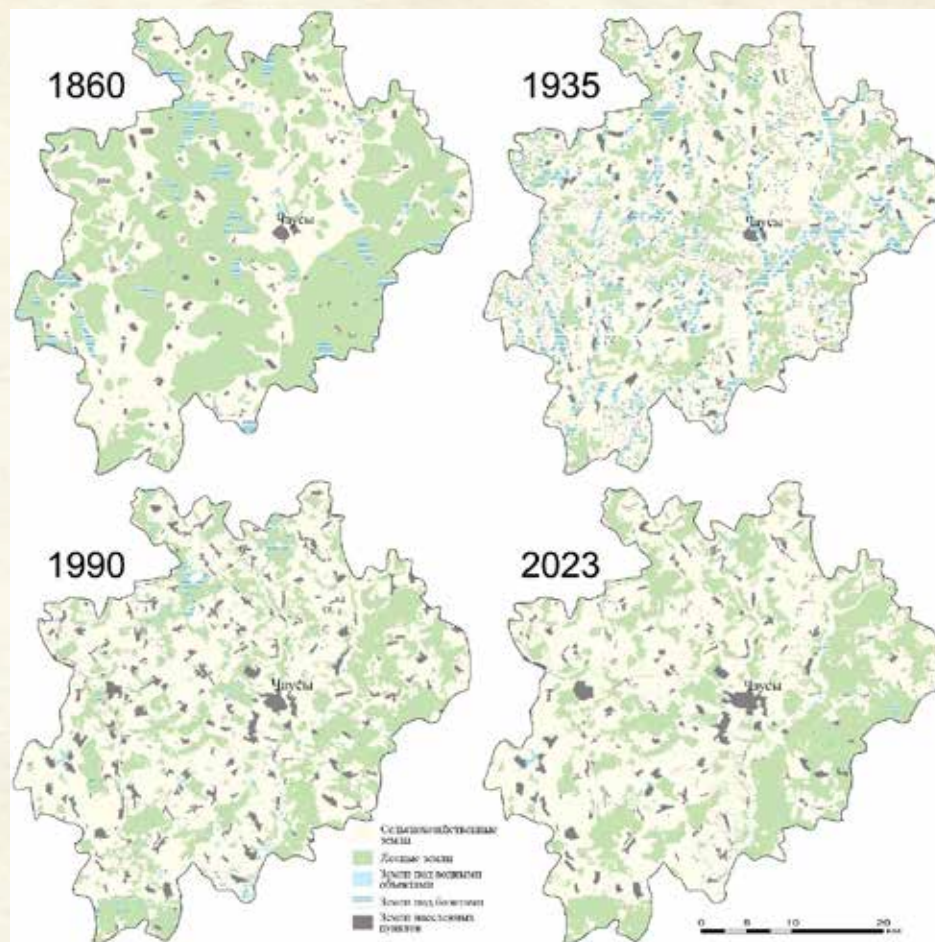 1860
1935
Чаусы
Чаусы
1990
2023
Чаусы
Чаусы
Сельскохозяйственные
земли
Лесные земли
Земли под водными
объектами
Земли под болотами
Земли населенных
пунктов
0 5 10 20
км